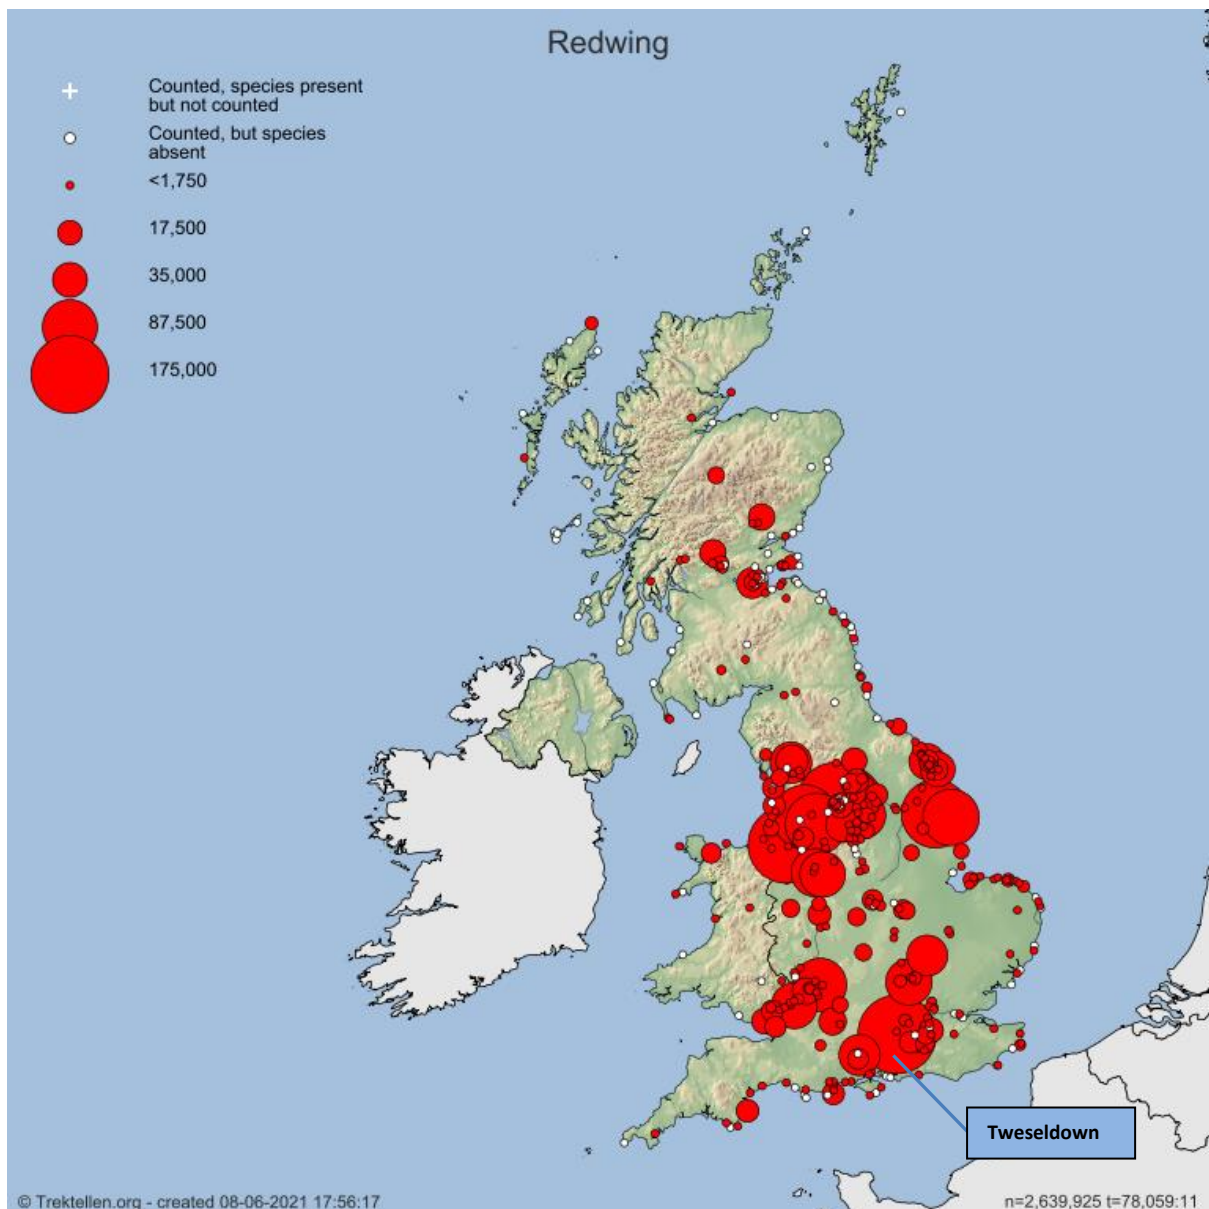 Redwing
Counted, species present
but not counted
Counted, but species
absent
<1,750
17,500
35,000
87,500
175,000
Tweseldown
© Trektellen.org - created 08-06-2021 17:56:17
n=2,639,925 t=78,059:11